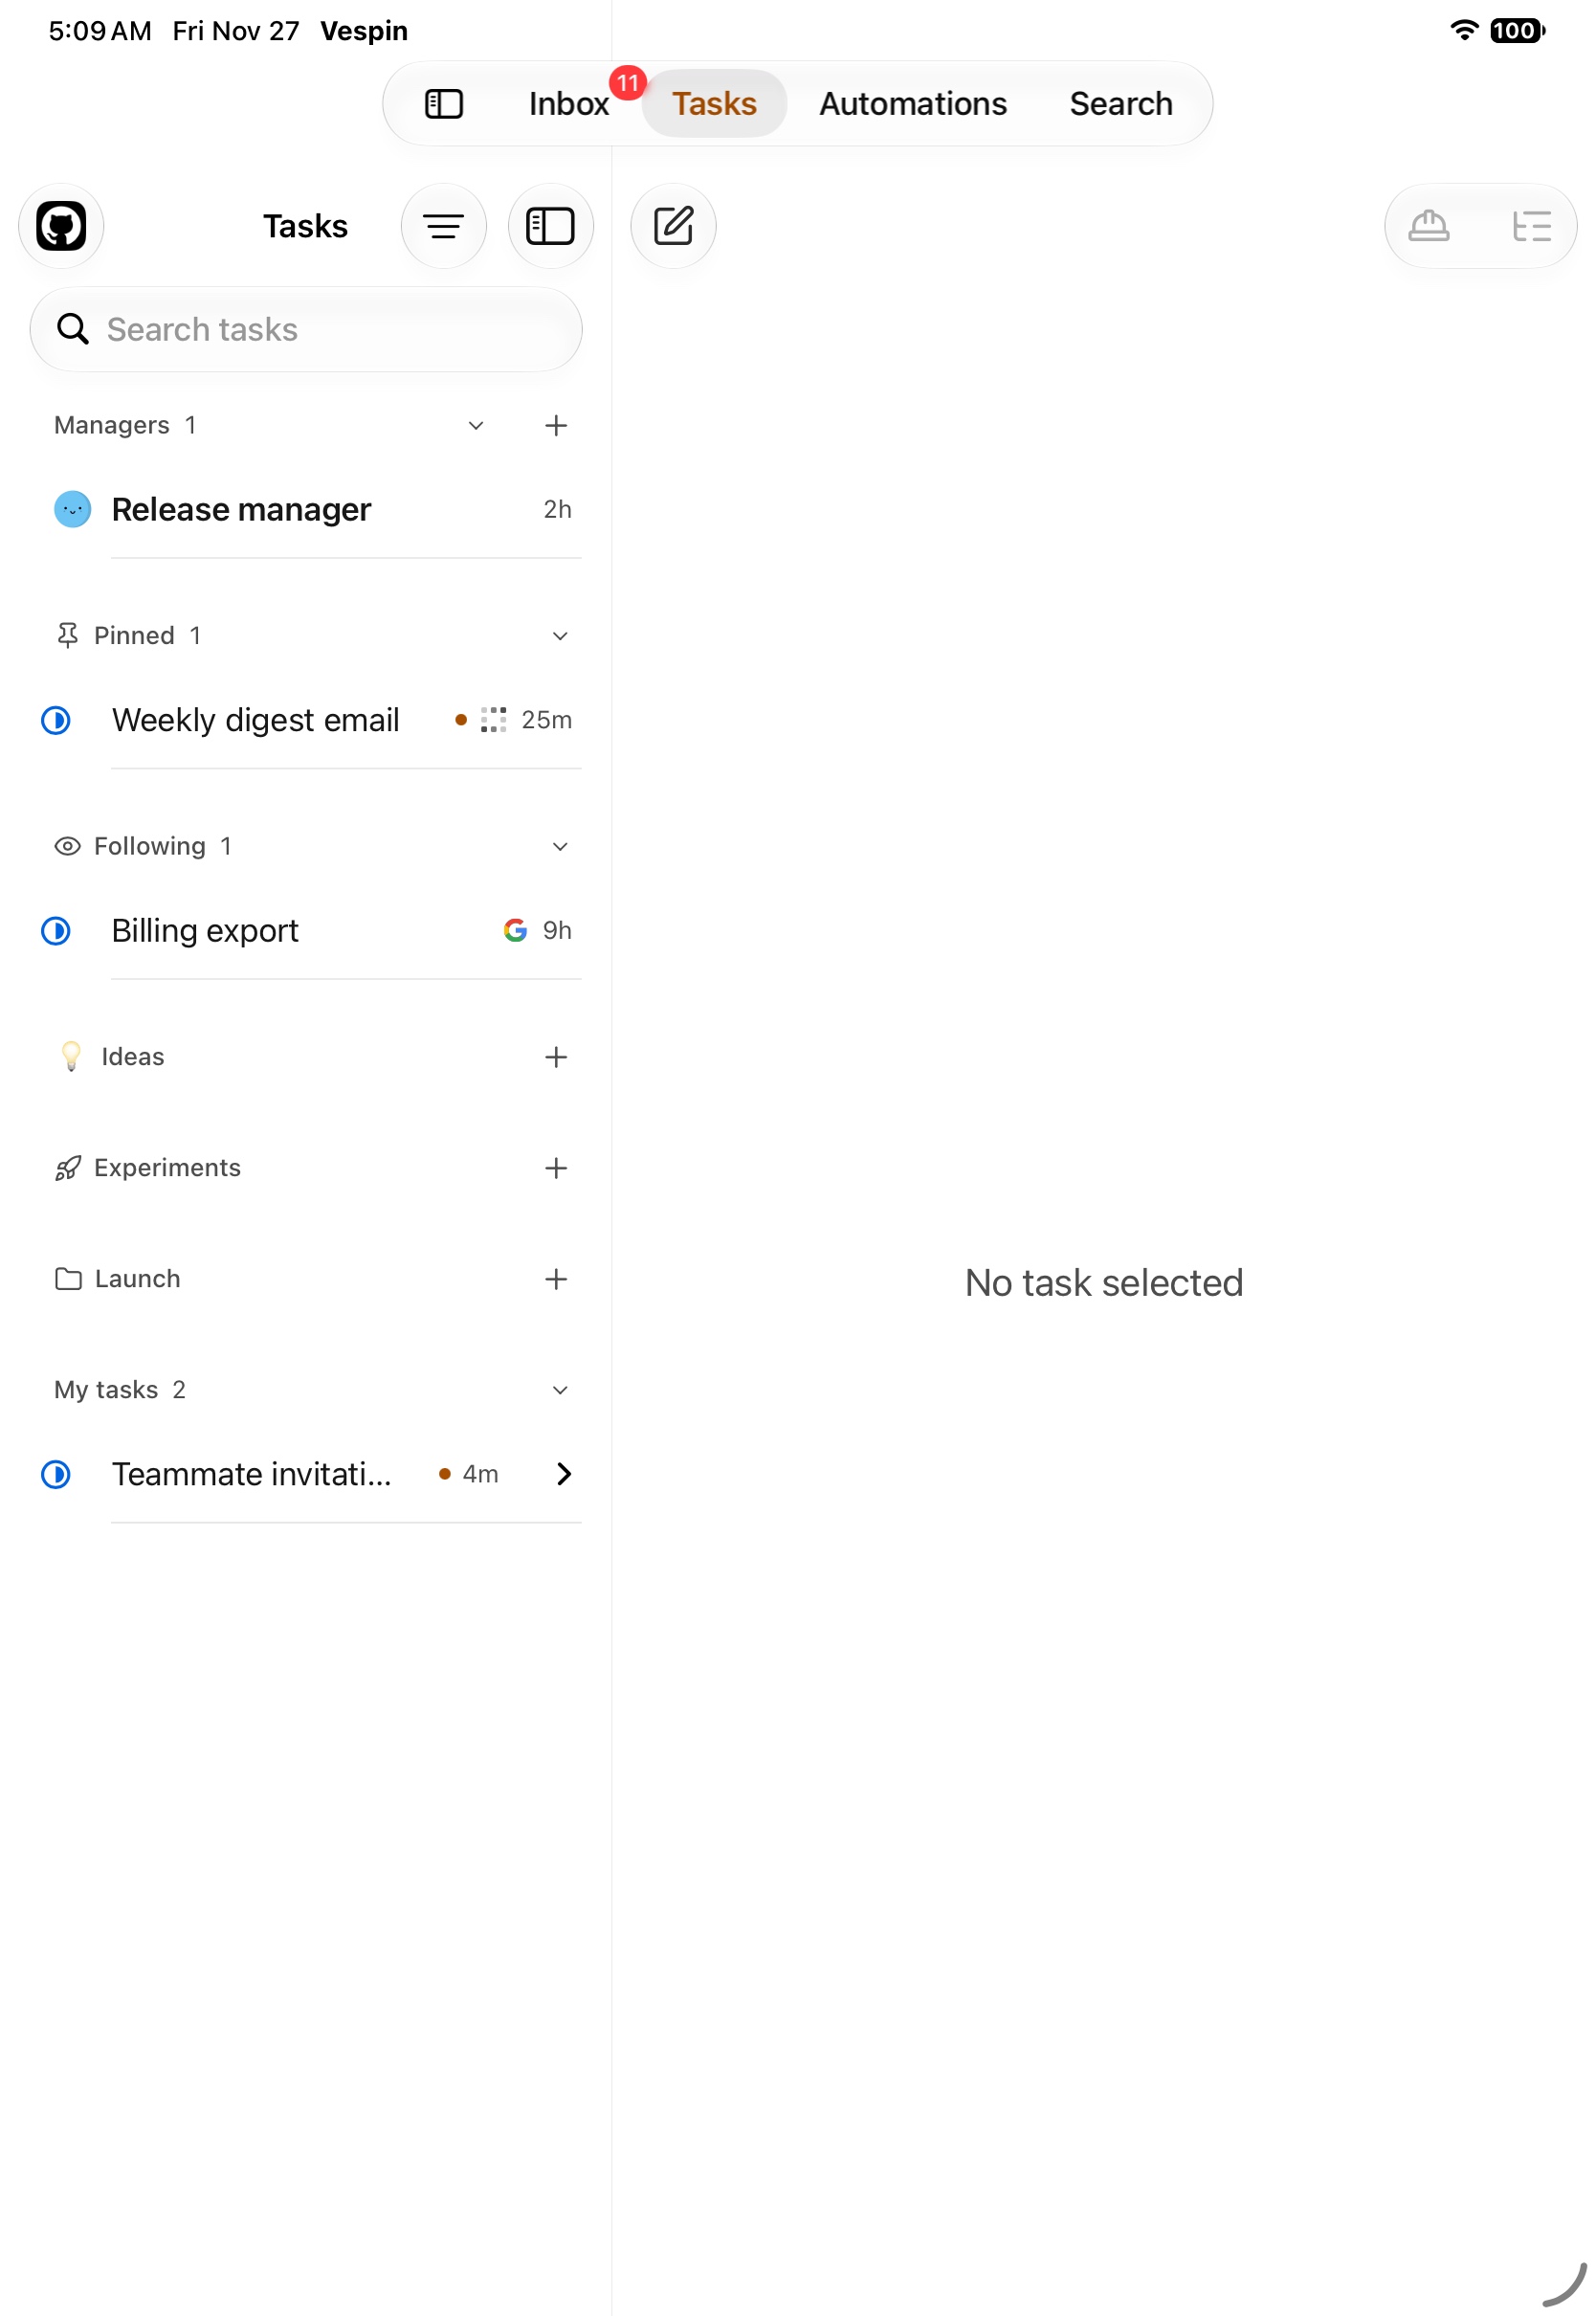 5:09 AM Fri Nov 27 Vespin
100
Inbox 11 Tasks Automations Search
Tasks
Search tasks
Managers 1
Release manager 2h
Pinned 1
Weekly digest email 25m
Following 1
Billing export 9h
Ideas
Experiments
Launch
No task selected
My tasks 2
Teammate invitati... 4m